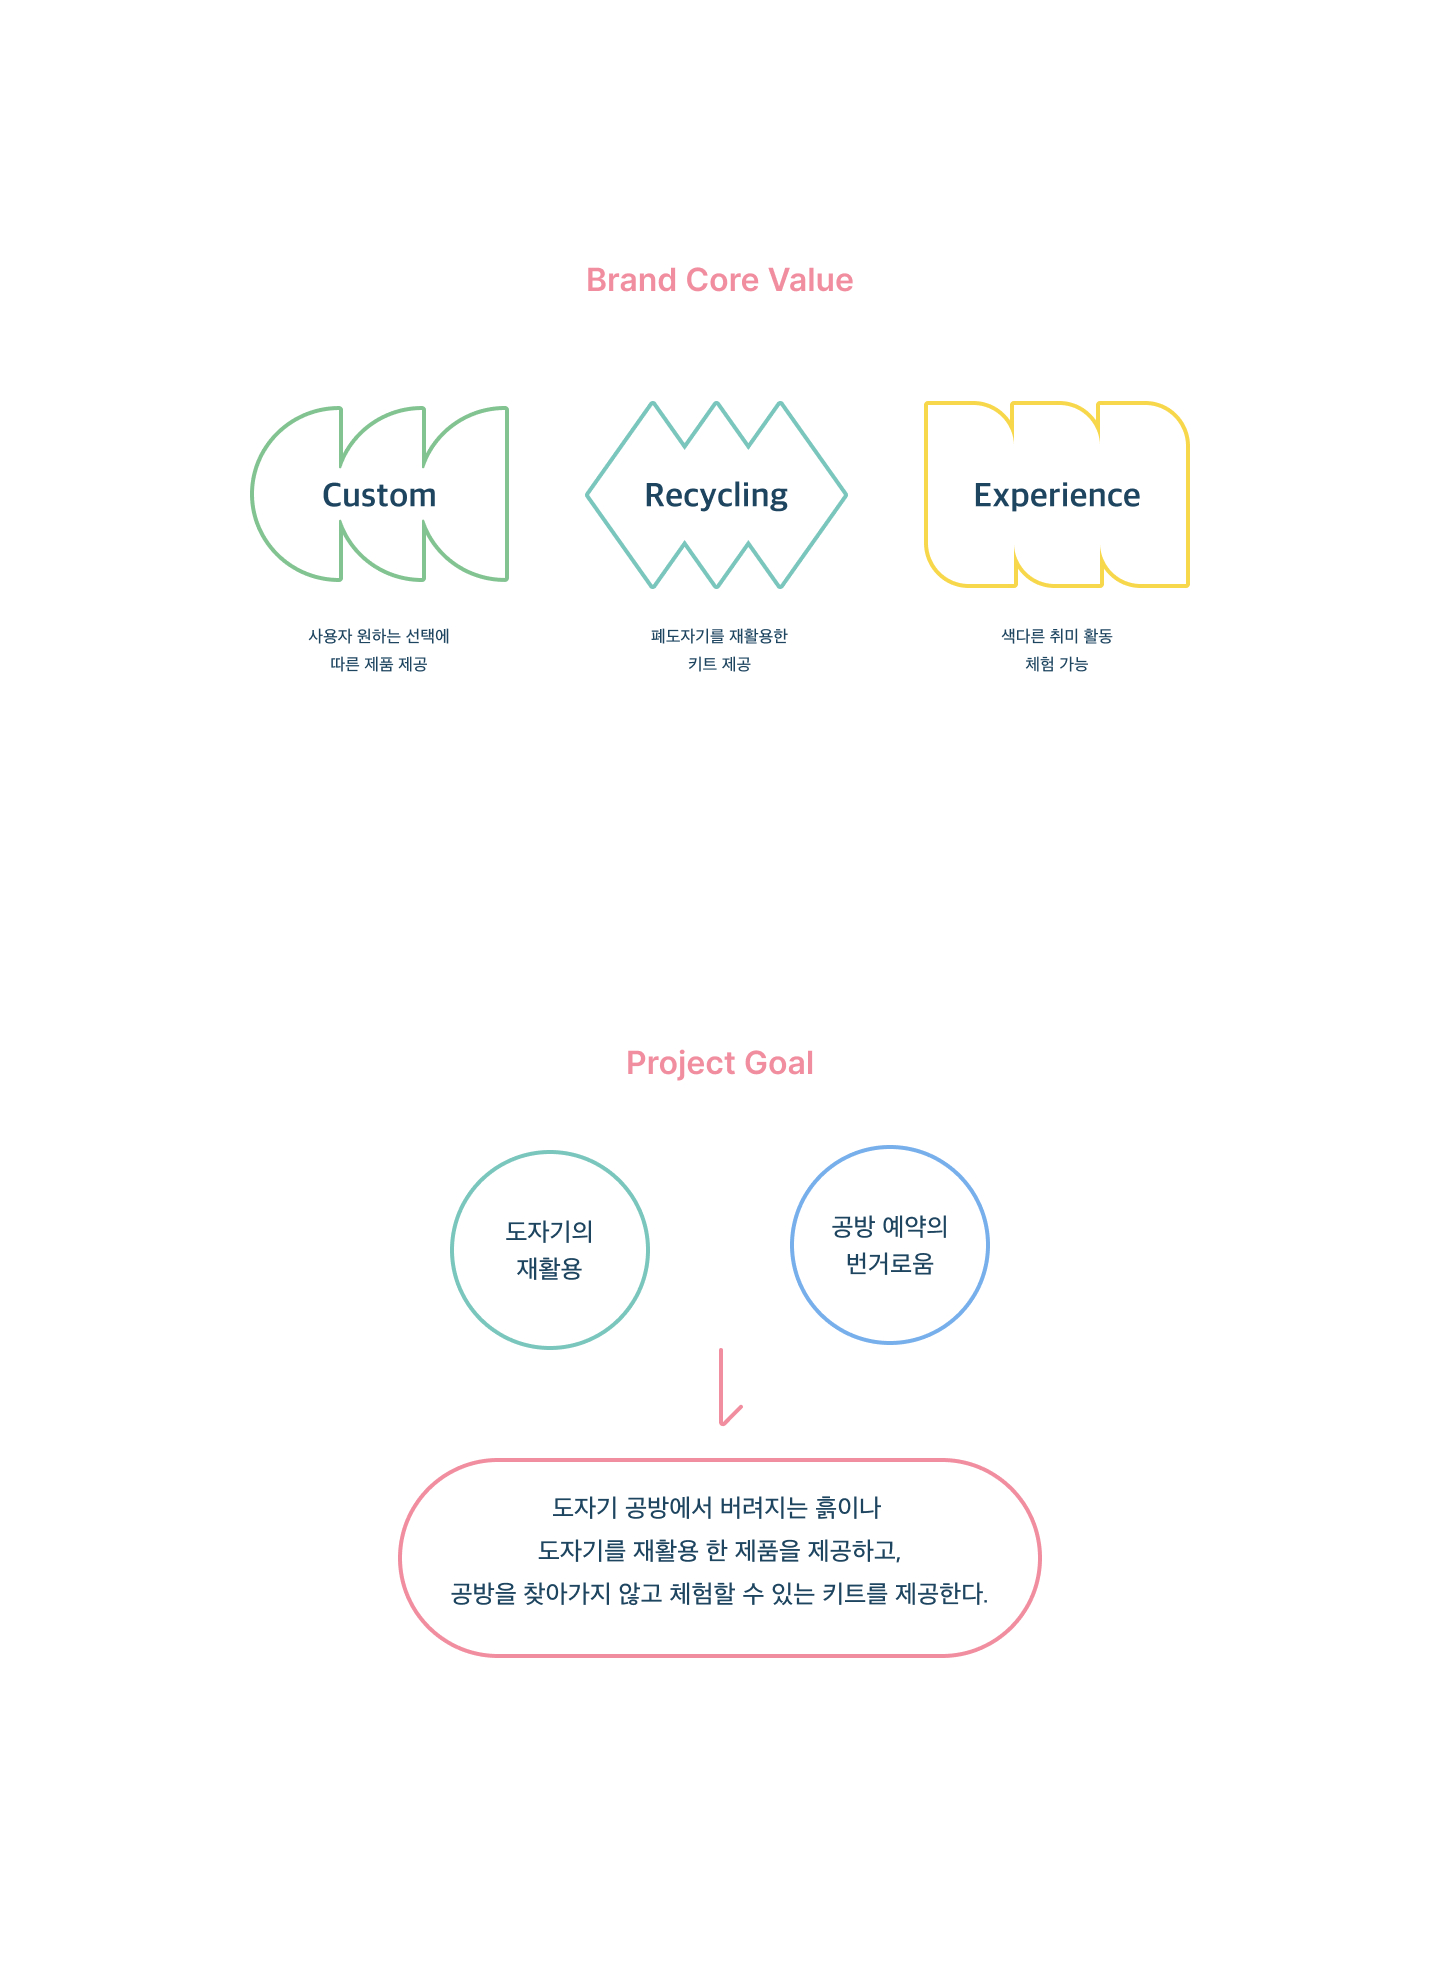 Brand Core Value
Custom
Recycling
Experience
사용자 원하는 선택에
따른 제품 제공
폐도자기를 재활용한
키트 제공
색다른 취미 활동
체험 가능
Project Goal
도자기의
재활용
공방 예약의
번거로움
도자기 공방에서 버려지는 흙이나
도자기를 재활용 한 제품을 제공하고,
공방을 찾아가지 않고 체험할 수 있는 키트를 제공한다.